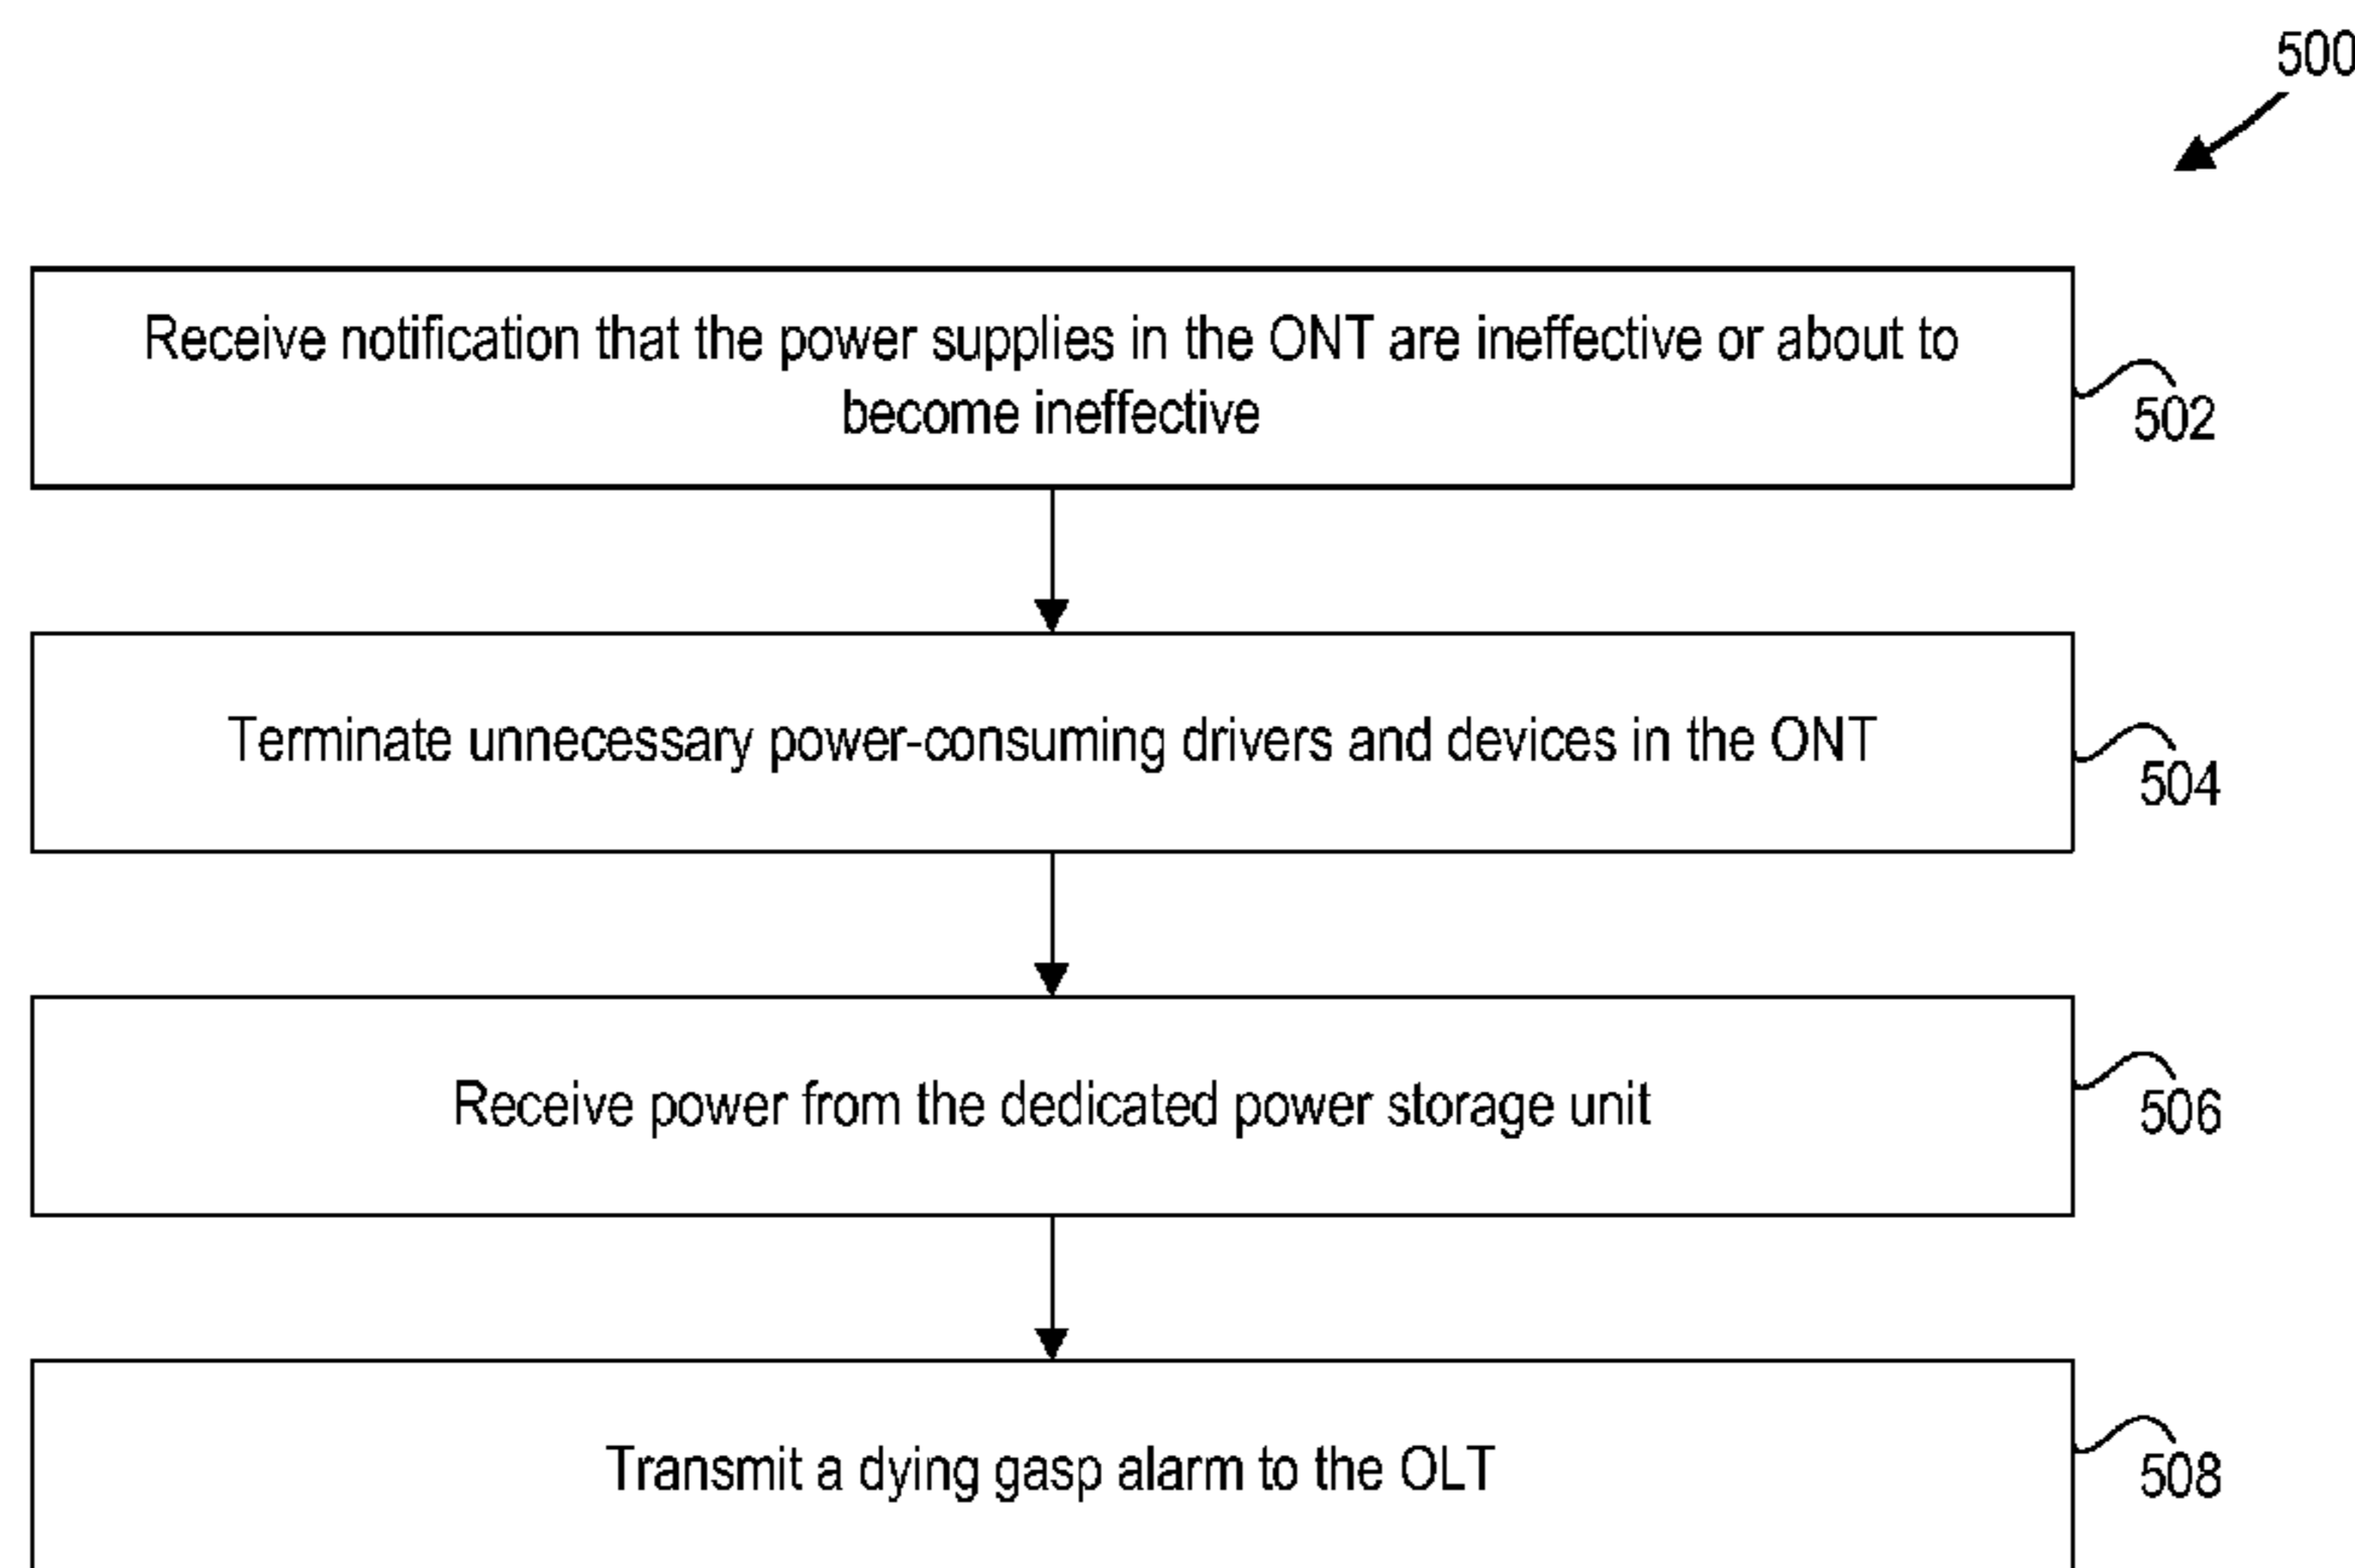 500
Receive notification that the power supplies in the ONT are ineffective or about to
become ineffective
502
Terminate unnecessary power-consuming drivers and devices in the ONT
504
Receive power from the dedicated power storage unit
506
Transmit a dying gasp alarm to the OLT
508